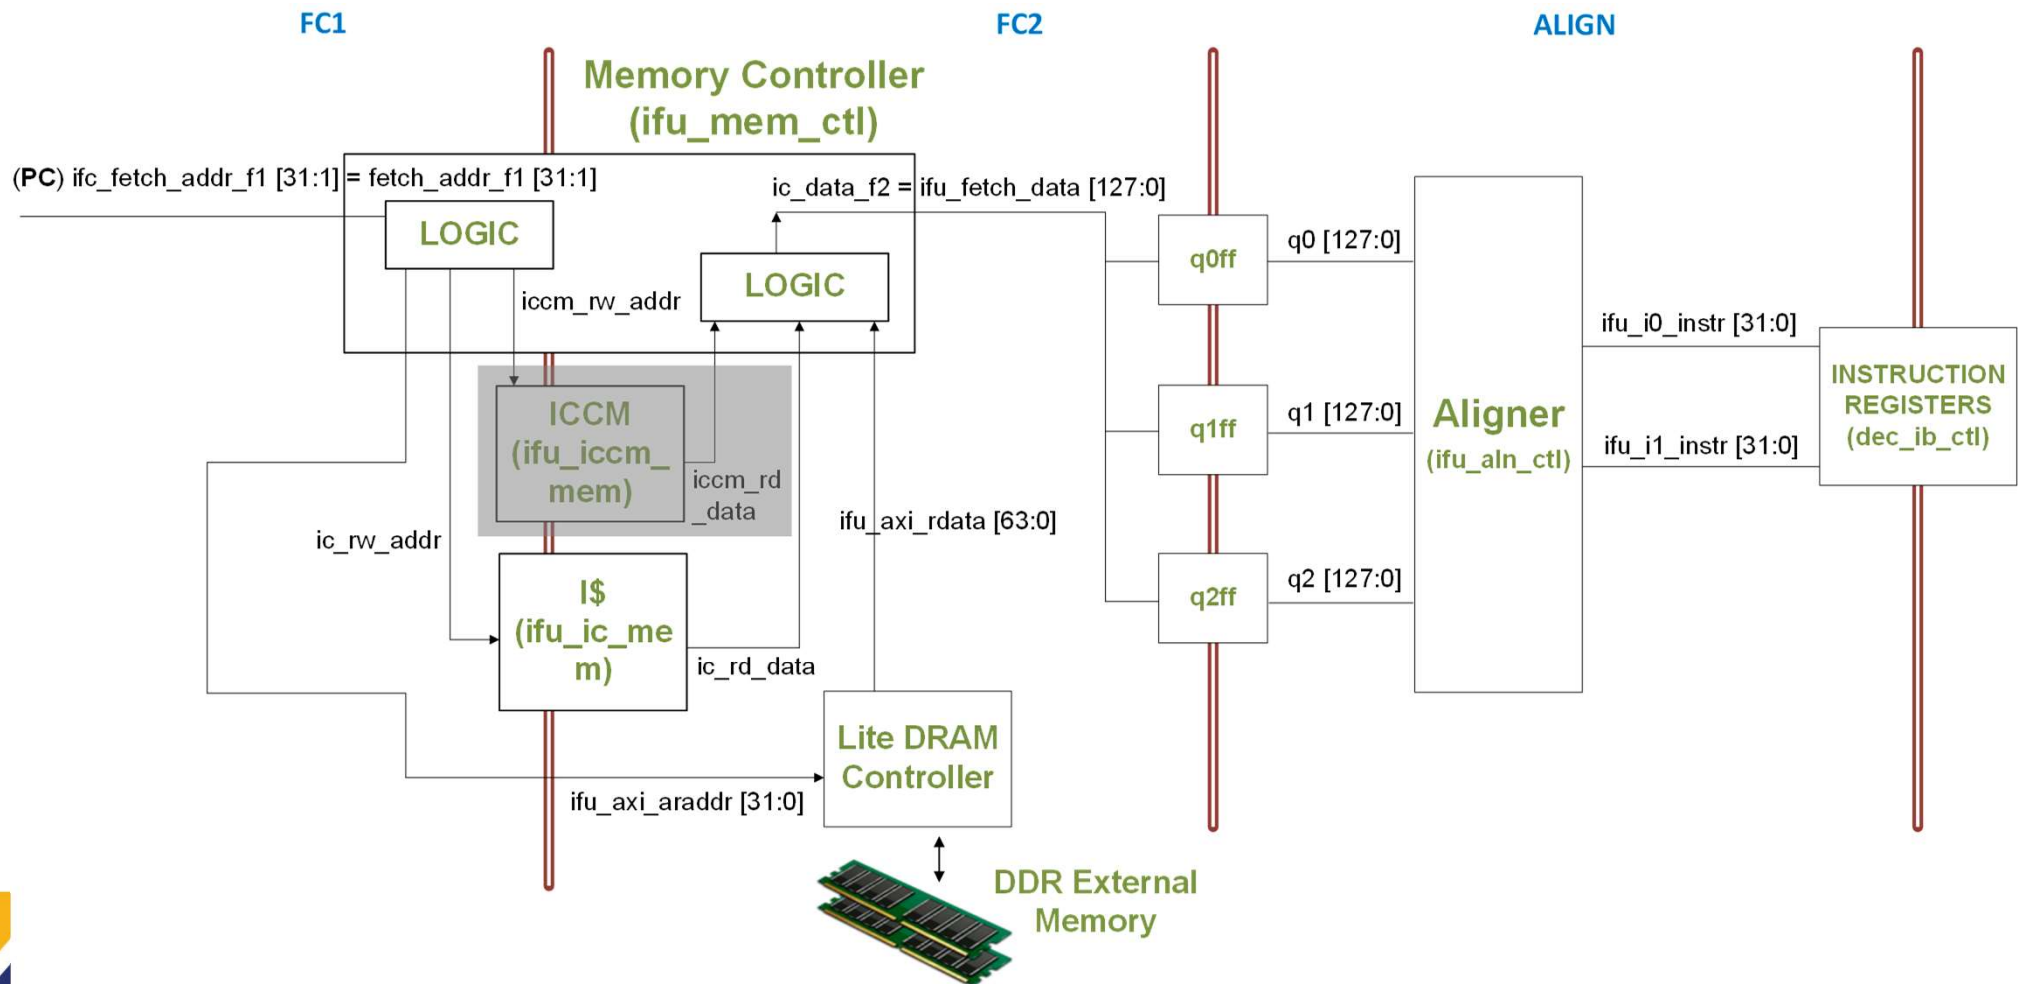 FC1
FC2
ALIGN
Memory Controller
(ifu_mem_ctl)
(PC) ifc_fetch_addr_f1 [31:1] = fetch_addr_f1 [31:1]
ic_data_f2 = ifu_fetch_data [127:0]
LOGIC
LOGIC
iccm_rw_addr
q0ff
q0 [127:0]
ICCM
(ifu_iccm_
mem)
iccm_rd
_data
ic_rw_addr
ifu_axi_rdata [63:0]
q1ff
q1 [127:0]
Aligner
(ifu_aln_ctl)
ifu_i0_instr [31:0]
ifu_i1_instr [31:0]
INSTRUCTION
REGISTERS
(dec_ib_ctl)
I$
(ifu_ic_me
m)
ic_rd_data
q2ff
q2 [127:0]
Lite DRAM
Controller
ifu_axi_araddr [31:0]
DDR External
Memory